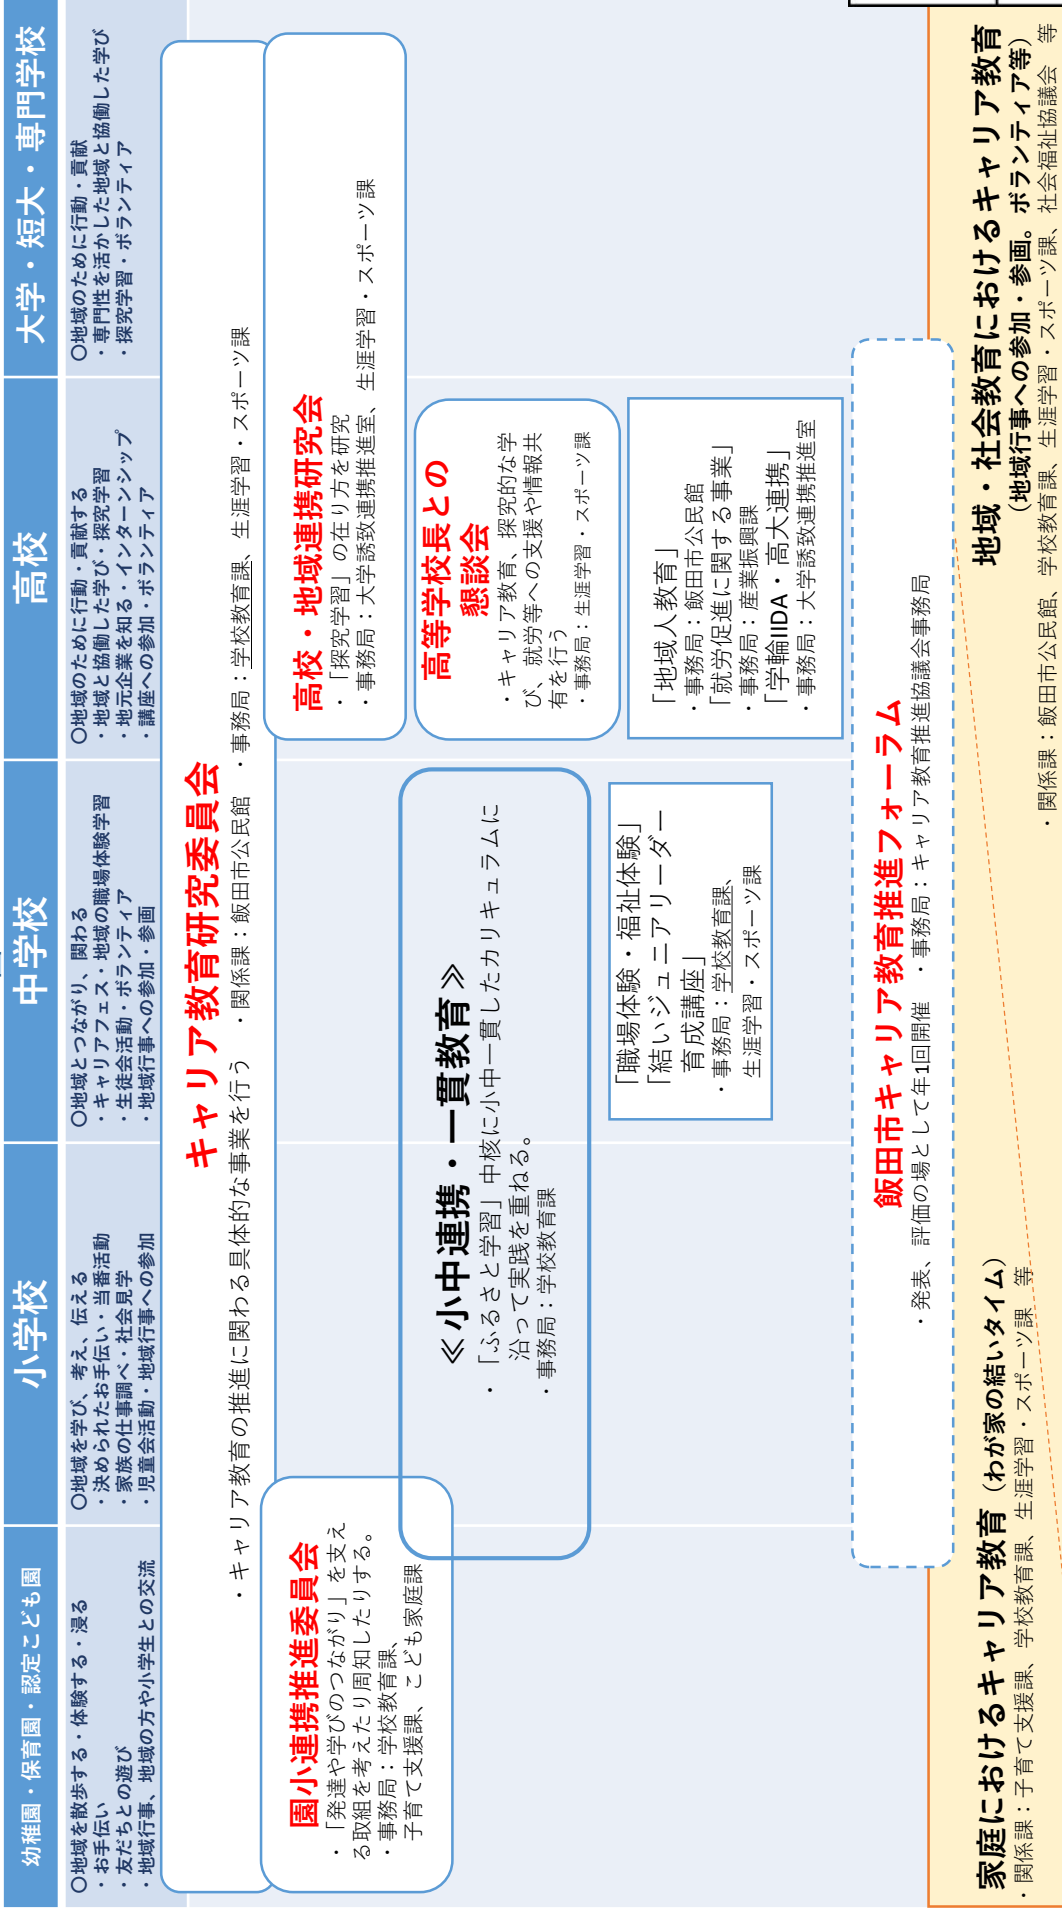 幼稚園・保育園・認定こども園
小学校
中学校
高校
大学・短大・専門学校
〇地域を散歩する・体験する・浸る
・お手伝い
・友だちとの遊び
・地域行事、地域の方や小学生との交流
〇地域を学び、考え、伝える
・決められたお手伝い・当番活動
・家族の仕事調べ・社会見学
・児童会活動・地域行事への参加
〇地域とつながり、関わる
・キャリアフェス・地域の職場体験学習
・生徒会活動・ボランティア
・地域行事への参加・参画
〇地域のために行動・貢献する
・地域と協働した学び・探究学習
・地元企業を知る・インターンシップ
・講座への参加・ボランティア
〇地域のために行動・貢献
・専門性を活かした地域と協働した学び
・探究学習・ボランティア
キャリア教育研究委員会
・キャリア教育の推進に関わる具体的な事業を行う　・関係課：飯田市公民館　・事務局：学校教育課、生涯学習・スポーツ課
園小連携推進委員会
・「発達や学びのつながり」を支え
る取組を考えたり周知したりする。
・事務局：学校教育課、
子育て支援課、こども家庭課
高校・地域連携研究会
・「探究学習」の在り方を研究
・事務局：大学誘致連携推進室、生涯学習・スポーツ課
≪小中連携・一貫教育≫
・「ふるさと学習」中核に小中一貫したカリキュラムに
沿って実践を重ねる。
・事務局：学校教育課
高等学校長との
懇談会
・キャリア教育、探究的な学
び、就労等への支援や情報共
有を行う
・事務局：生涯学習・スポーツ課
「職場体験・福祉体験」
「結いジュニアリーダー
育成講座」
・事務局：学校教育課、
生涯学習・スポーツ課
「地域人教育」
・事務局：飯田市公民館
「就労促進に関する事業」
・事務局：産業振興課
「学輪IIDA・高大連携」
・事務局：大学誘致連携推進室
飯田市キャリア教育推進フォーラム
・発表、評価の場として年1回開催　・事務局：キャリア教育推進協議会事務局
家庭におけるキャリア教育（わが家の結いタイム）
・関係課：子育て支援課、学校教育課、生涯学習・スポーツ課　等
地域・社会教育におけるキャリア教育
（地域行事への参加・参画。ボランティア等）
・関係課：飯田市公民館、学校教育課、生涯学習・スポーツ課、社会福祉協議会　等